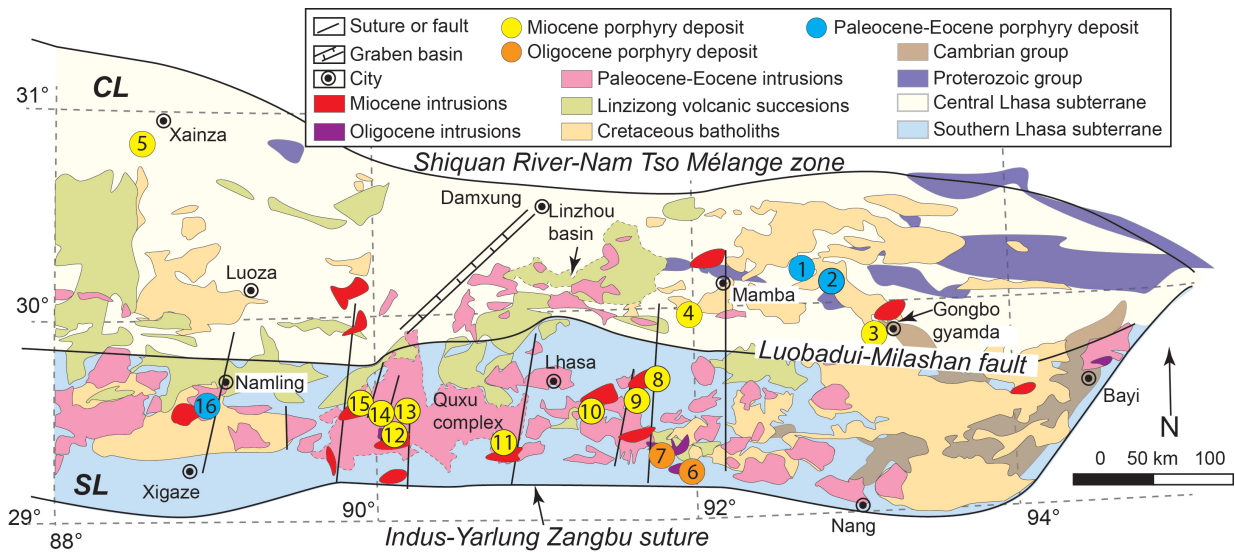 Suture or fault
Graben basin
City
Miocene intrusions
Oligocene intrusions
Miocene porphyry deposit
Oligocene porphyry deposit
Paleocene-Eocene intrusions
Linzizong volcanic succesions
Cretaceous batholiths
Paleocene-Eocene porphyry deposit
Cambrian group
Proterozoic group
Central Lhasa subterrane
Southern Lhasa subterrane
CL
31°
Xainza
5
Shiquan River-Nam Tso Mélange zone
Damxung
Linzhou
basin
Luoza
1
2
Mamba
30°
4
3
Gongbo
gyamda
Luobadui-Milashan fault
Namling
Lhasa
8
Bayi
16
15
14
13
Quxu
complex
12
11
10
9
7
6
N
0 50 km 100
SL
Xigaze
Nang
29°
88°
90°
92°
94°
Indus-Yarlung Zangbu suture